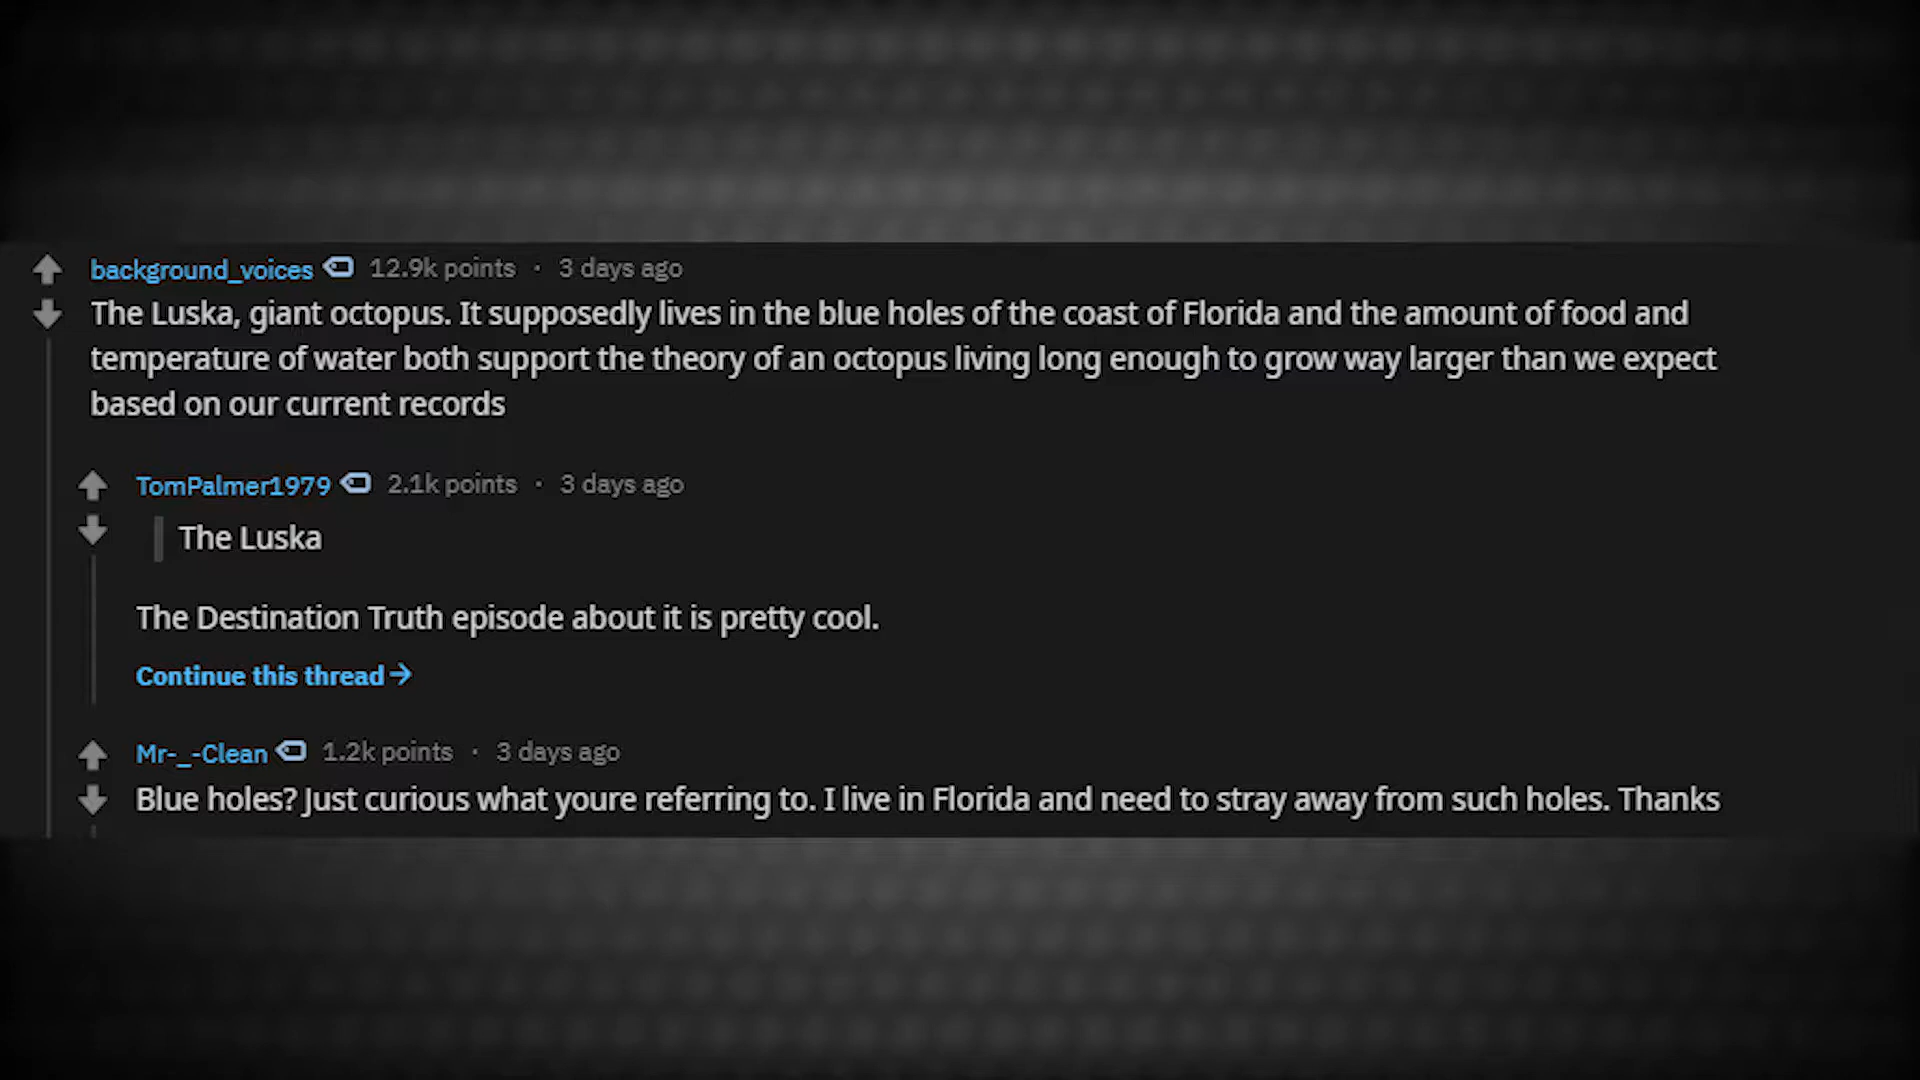 background_voices 12.9k points · 3 days ago
The Luska, giant octopus. It supposedly lives in the blue holes of the coast of Florida and the amount of food and
temperature of water both support the theory of an octopus living long enough to grow way larger than we expect
based on our current records
TomPalmer1979 2.1k points · 3 days ago
The Luska
The Destination Truth episode about it is pretty cool.
Continue this thread→
Mr-_-Clean 1.2k points · 3 days ago
Blue holes? Just curious what youre referring to. I live in Florida and need to stray away from such holes. Thanks